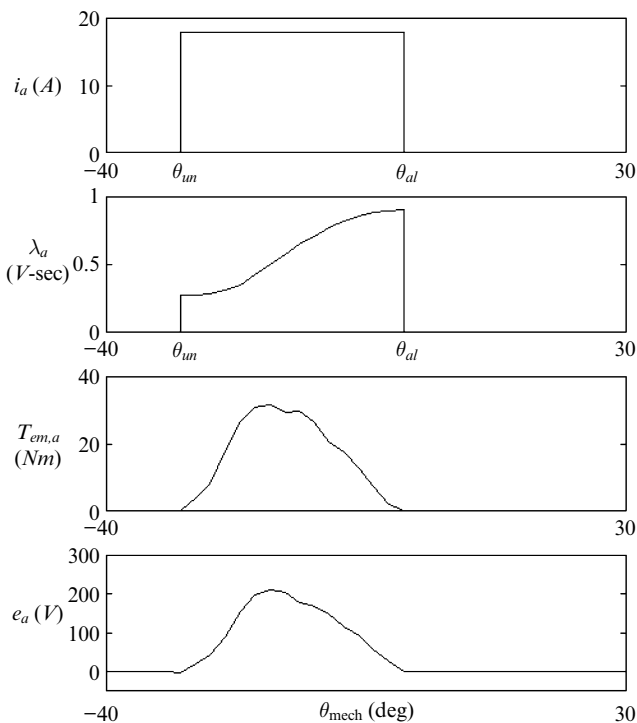 20
i_a (A)
10
0
−40 θ_un θ_al 30
1
λ_a
(V-sec)
0.5
0
−40 θ_un θ_al 30
40
T_em,a
(Nm)
20
0
−40 30
300
200
e_a (V)
100
0
−40 θ_mech (deg) 30